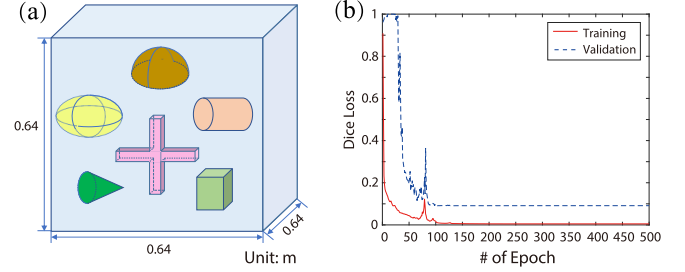 (a)
0.64
0.64
0.64
Unit: m
(b)
1
0.8
0.6
0.4
0.2
0
Dice Loss
Training
Validation
0 50 100 150 200 250 300 350 400 450 500
# of Epoch